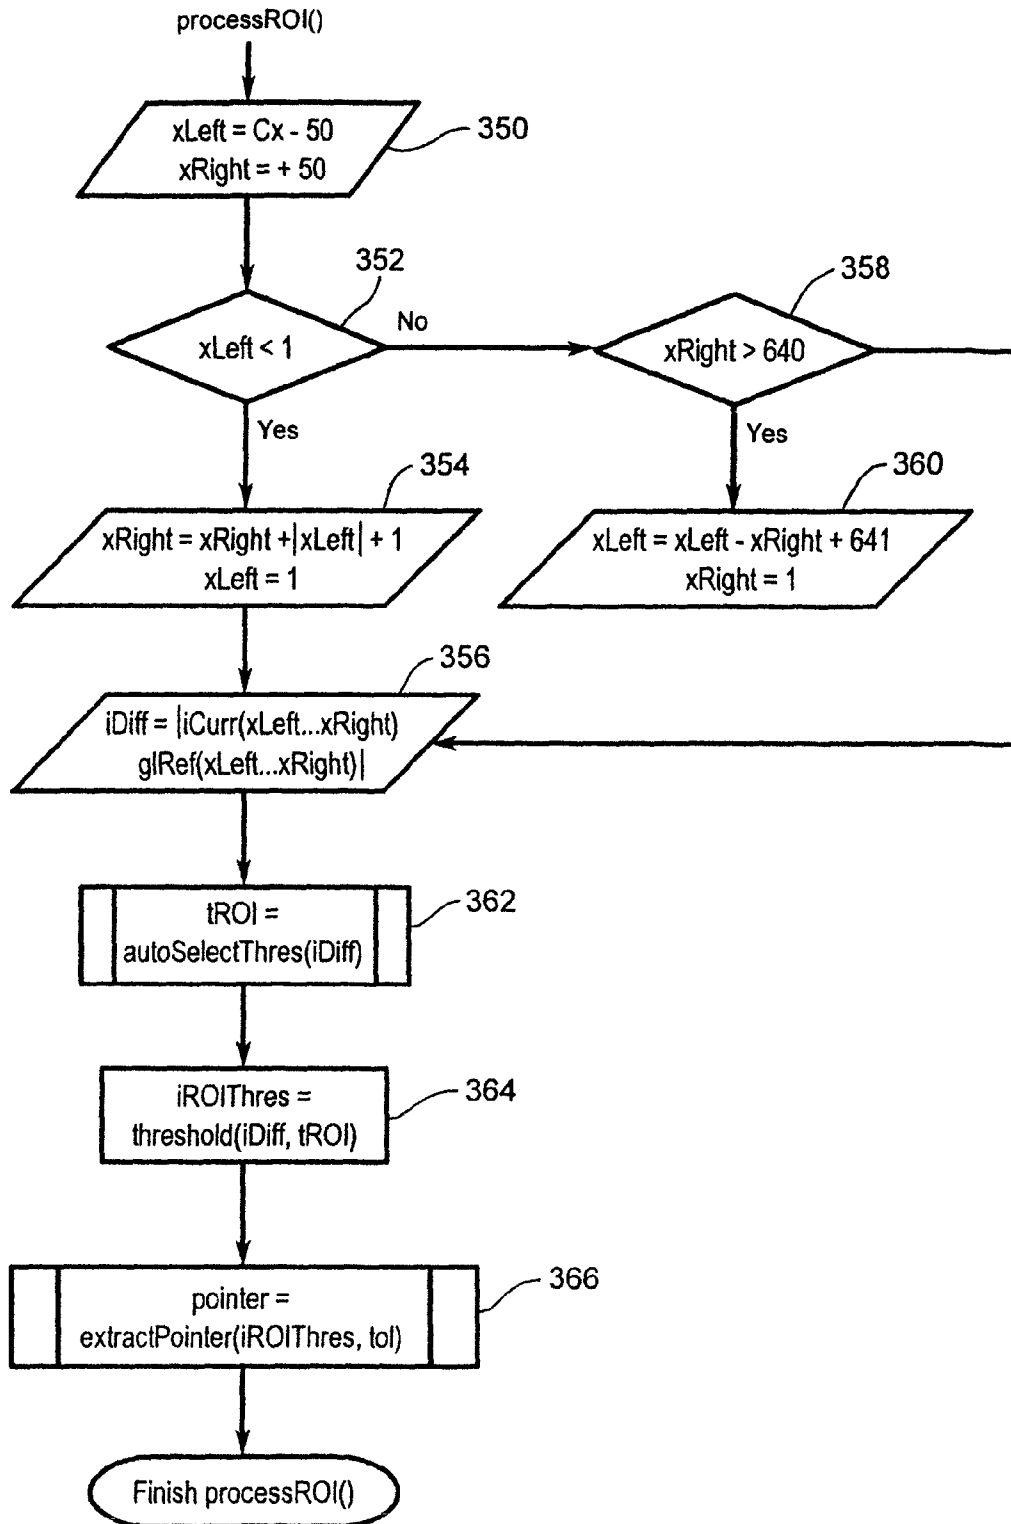 processROI()
xLeft = Cx - 50
xRight = + 50
350
352
xLeft < 1
No
358
xRight > 640
Yes
Yes
354
xRight = xRight +|xLeft| + 1
xLeft = 1
360
xLeft = xLeft - xRight + 641
xRight = 1
356
iDiff = |iCurr(xLeft...xRight)
glRef(xLeft...xRight)|
362
tROI =
autoSelectThres(iDiff)
364
iROIThres =
threshold(iDiff, tROI)
366
pointer =
extractPointer(iROIThres, tol)
Finish processROI()